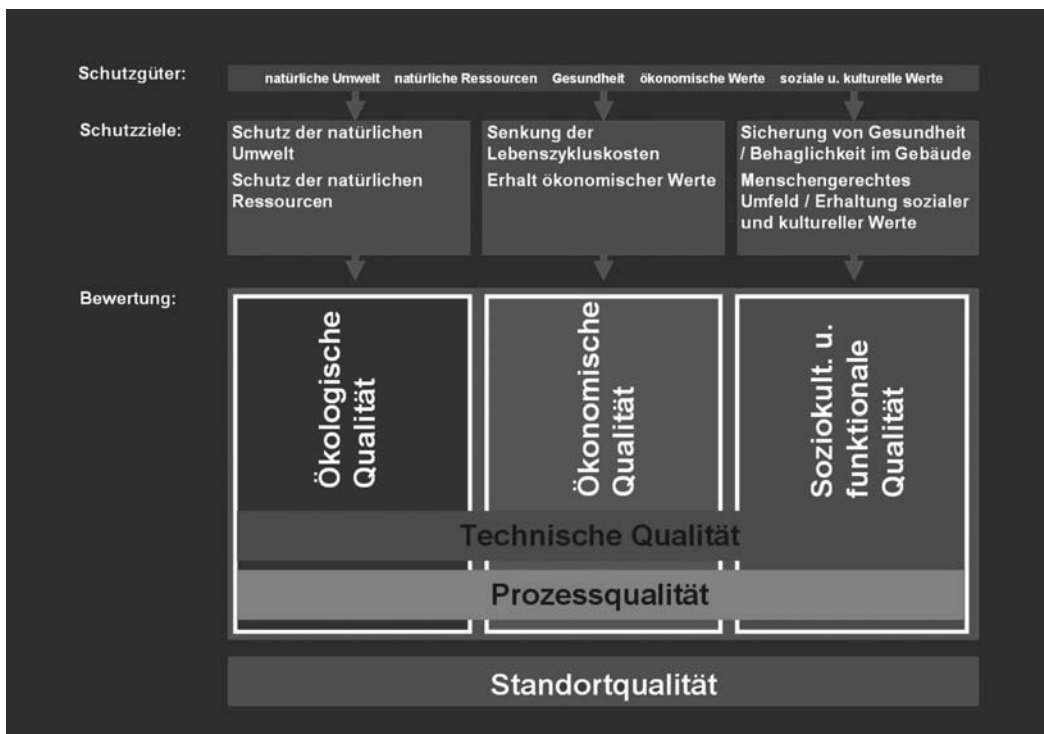 Schutzgüter:
natürliche Umwelt natürliche Ressourcen Gesundheit ökonomische Werte soziale u. kulturelle Werte
Schutzziele:
Schutz der natürlichen
Umwelt
Schutz der natürlichen
Ressourcen
Senkung der
Lebenszykluskosten
Erhalt ökonomischer Werte
Sicherung von Gesundheit
/ Behaglichkeit im Gebäude
Menschengerechtes
Umfeld / Erhaltung sozialer
und kultureller Werte
Bewertung:
Ökologische
Qualität
Ökonomische
Qualität
Soziokult. u.
funktionale
Qualität
Technische Qualität
Prozessqualität
Standortqualität